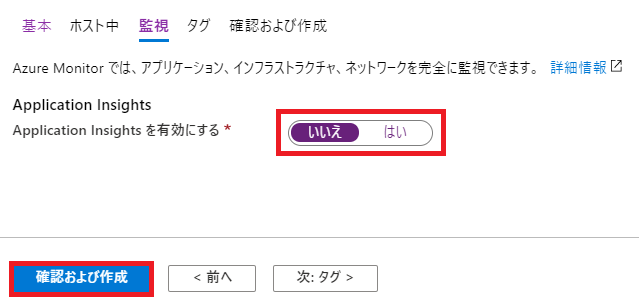 基本 ホスト中 監視 タグ 確認および作成
Azure Monitor では、アプリケーション、インフラストラクチャ、ネットワークを完全に監視できます。 詳細情報
Application Insights
Application Insights を有効にする * いいえ はい
確認および作成 < 前へ 次: タグ >